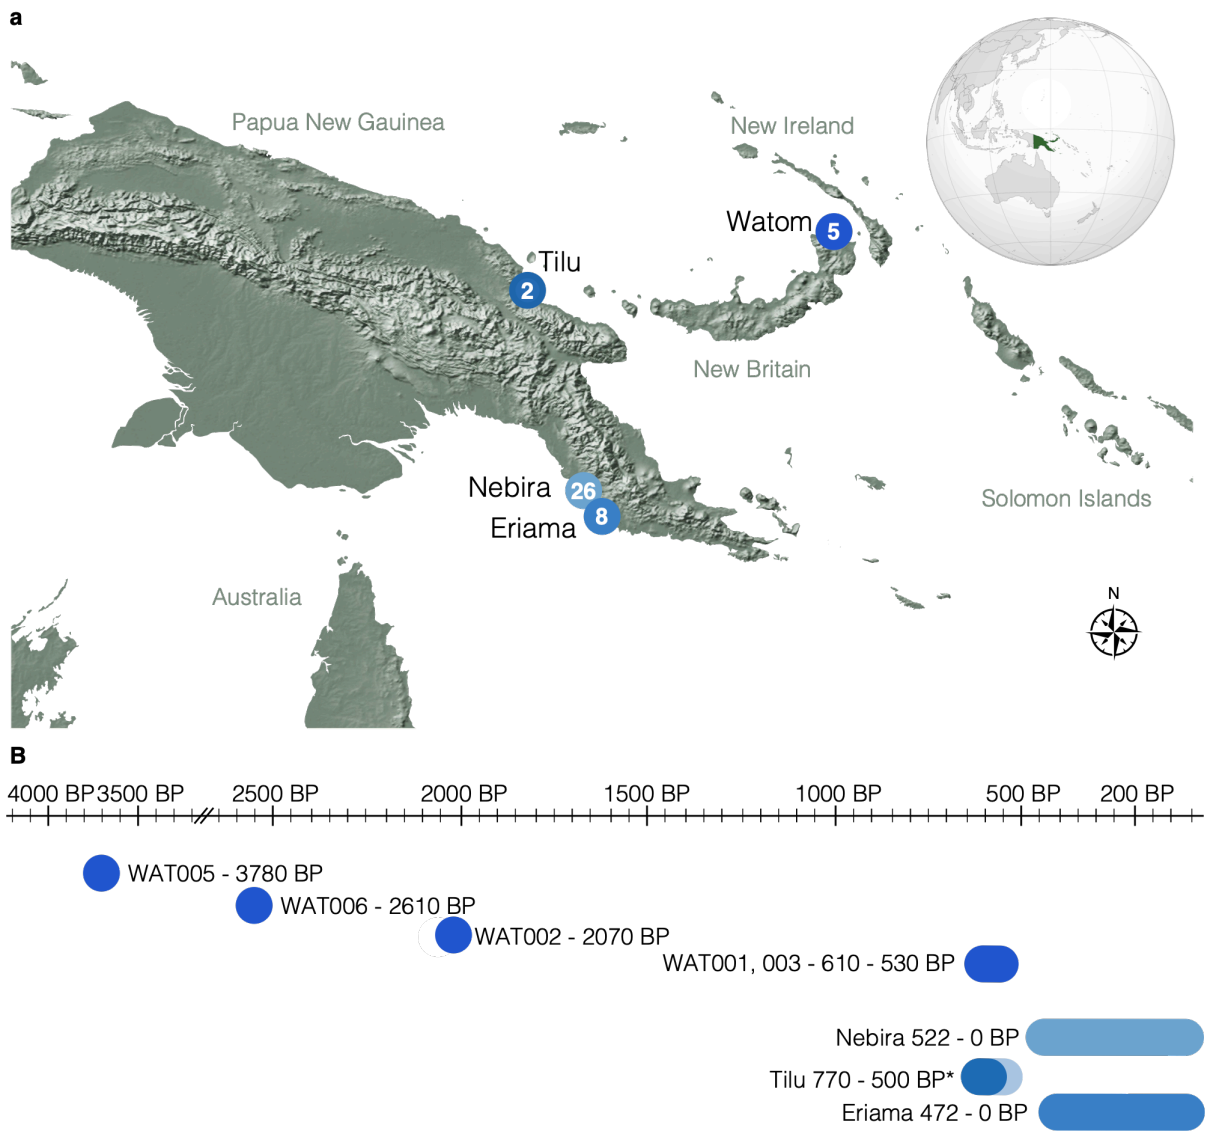 a
Papua New Gauinea
New Ireland
Watom
5
Tilu
2
New Britain
Nebira
26
Eriama
8
Solomon Islands
Australia
N
B
4000 BP 3500 BP 2500 BP 2000 BP 1500 BP 1000 BP 500 BP 200 BP
WAT005 - 3780 BP
WAT006 - 2610 BP
WAT002 - 2070 BP
WAT001, 003 - 610 - 530 BP
Nebira 522 - 0 BP
Tilu 770 - 500 BP*
Eriama 472 - 0 BP